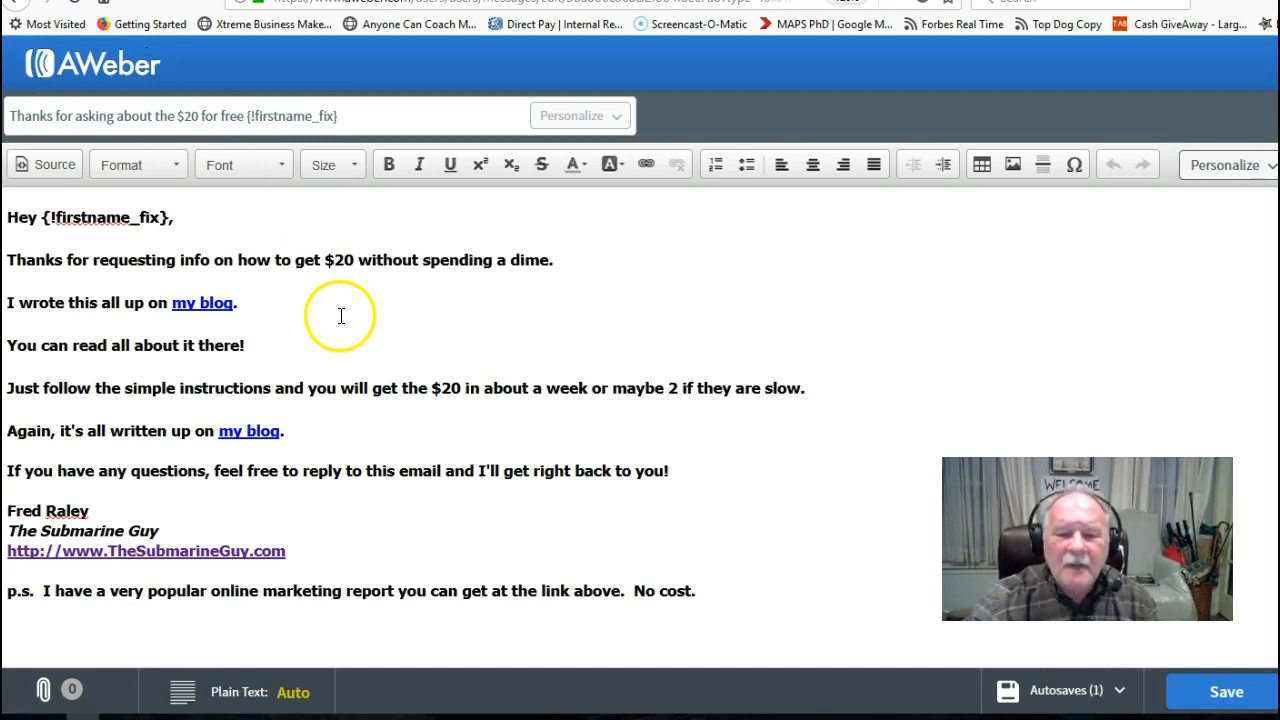 Most Visited Getting Started Xtreme Business Make... Anyone Can Coach M... Direct Pay | Internal Re... Screencast-O-Matic MAPS PhD | Google M... Forbes Real Time Top Dog Copy Cash GiveAway - Larg...
AWeber
Thanks for asking about the $20 for free {!firstname_fix} Personalize
Source Format Font Size B I U x² x₂ S A A Ω Personalize
Hey {!firstname_fix},
Thanks for requesting info on how to get $20 without spending a dime.
I wrote this all up on my blog.
You can read all about it there!
Just follow the simple instructions and you will get the $20 in about a week or maybe 2 if they are slow.
Again, it's all written up on my blog.
If you have any questions, feel free to reply to this email and I'll get right back to you!
WELCOME
Fred Raley
The Submarine Guy
http://www.TheSubmarineGuy.com
p.s. I have a very popular online marketing report you can get at the link above. No cost.
0 Plain Text: Auto Autosaves (1) Save